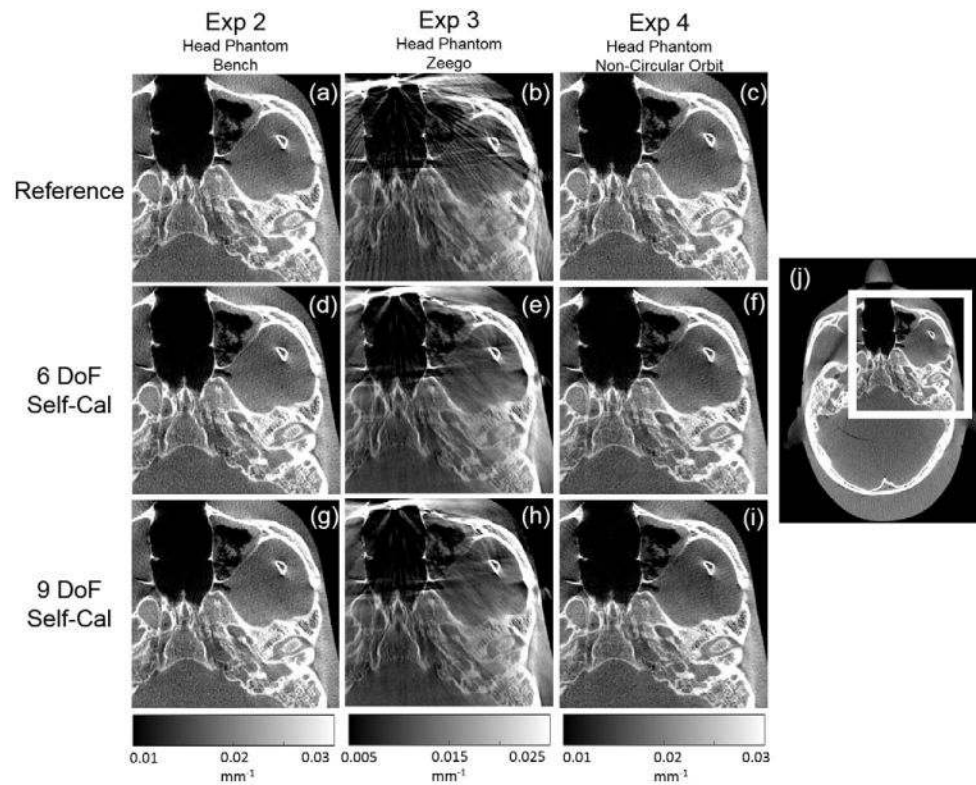 Exp 2
Head Phantom
Bench
Exp 3
Head Phantom
Zeego
Exp 4
Head Phantom
Non-Circular Orbit
Reference
(a)
(b)
(c)
(j)
6 DoF
Self-Cal
(d)
(e)
(f)
9 DoF
Self-Cal
(g)
(h)
(i)
0.01 0.02 0.03
mm⁻¹
0.005 0.015 0.025
mm⁻¹
0.01 0.02 0.03
mm⁻¹